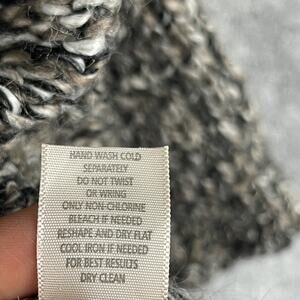 HAND WASH COLD
SEPARATELY
DO NOT TWIST
OR WRING
ONLY NON-CHLORINE
BLEACH IF NEEDED
RESHAPE AND DRY FLAT
COOL IRON IF NEEDED
FOR BEST RESULTS
DRY CLEAN